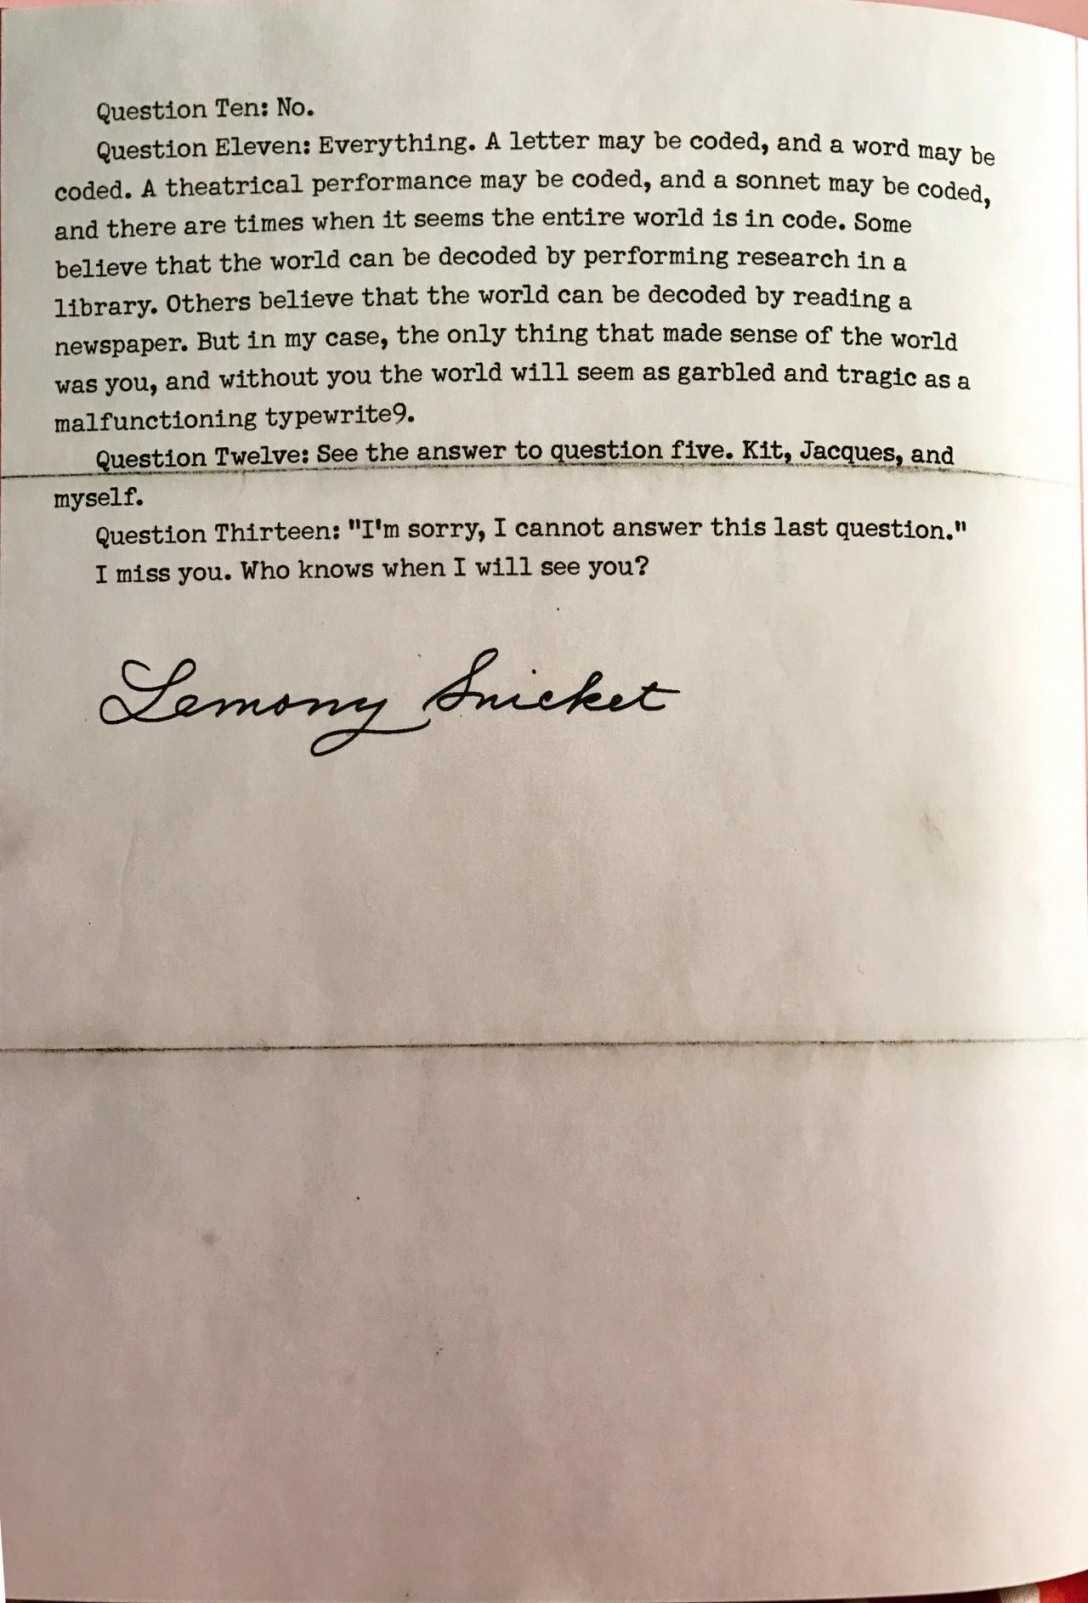 Question Ten: No.
Question Eleven: Everything. A letter may be coded, and a word may be
coded. A theatrical performance may be coded, and a sonnet may be coded,
and there are times when it seems the entire world is in code. Some
believe that the world can be decoded by performing research in a
library. Others believe that the world can be decoded by reading a
newspaper. But in my case, the only thing that made sense of the world
was you, and without you the world will seem as garbled and tragic as a
malfunctioning typewrite9.
Question Twelve: See the answer to question five. Kit, Jacques, and
myself.
Question Thirteen: "I'm sorry, I cannot answer this last question."
I miss you. Who knows when I will see you?
Lemony Snicket